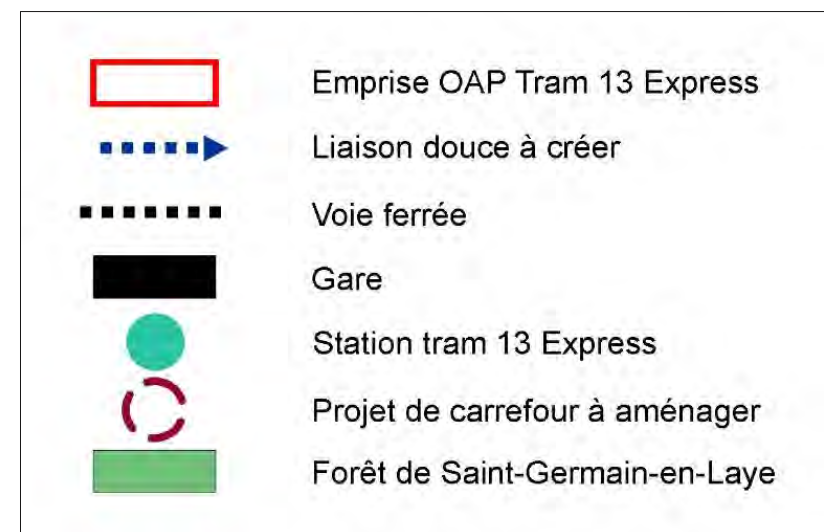 Emprise OAP Tram 13 Express
Liaison douce à créer
Voie ferrée
Gare
Station tram 13 Express
Projet de carrefour à aménager
Forêt de Saint-Germain-en-Laye